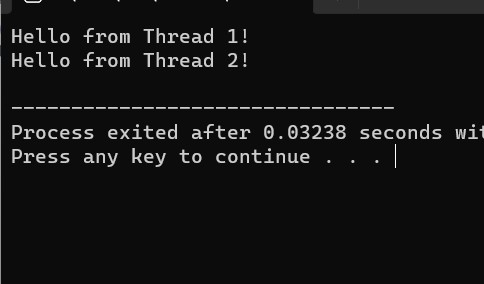 Hello from Thread 1!
Hello from Thread 2!
--------------------------------
Process exited after 0.03238 seconds wit
Press any key to continue . . .